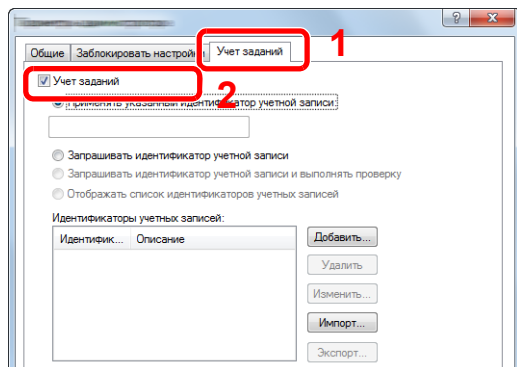 ? X
Общие Заблокировать настройки Учет заданий 1
Учет заданий
2
Применять указанный идентификатор учетной записи:
Запрашивать идентификатор учетной записи
Запрашивать идентификатор учетной записи и выполнять проверку
Отображать список идентификаторов учетных записей
Идентификаторы учетных записей:
Идентифик... Описание
Добавить...
Удалить
Изменить...
Импорт...
Экспорт...